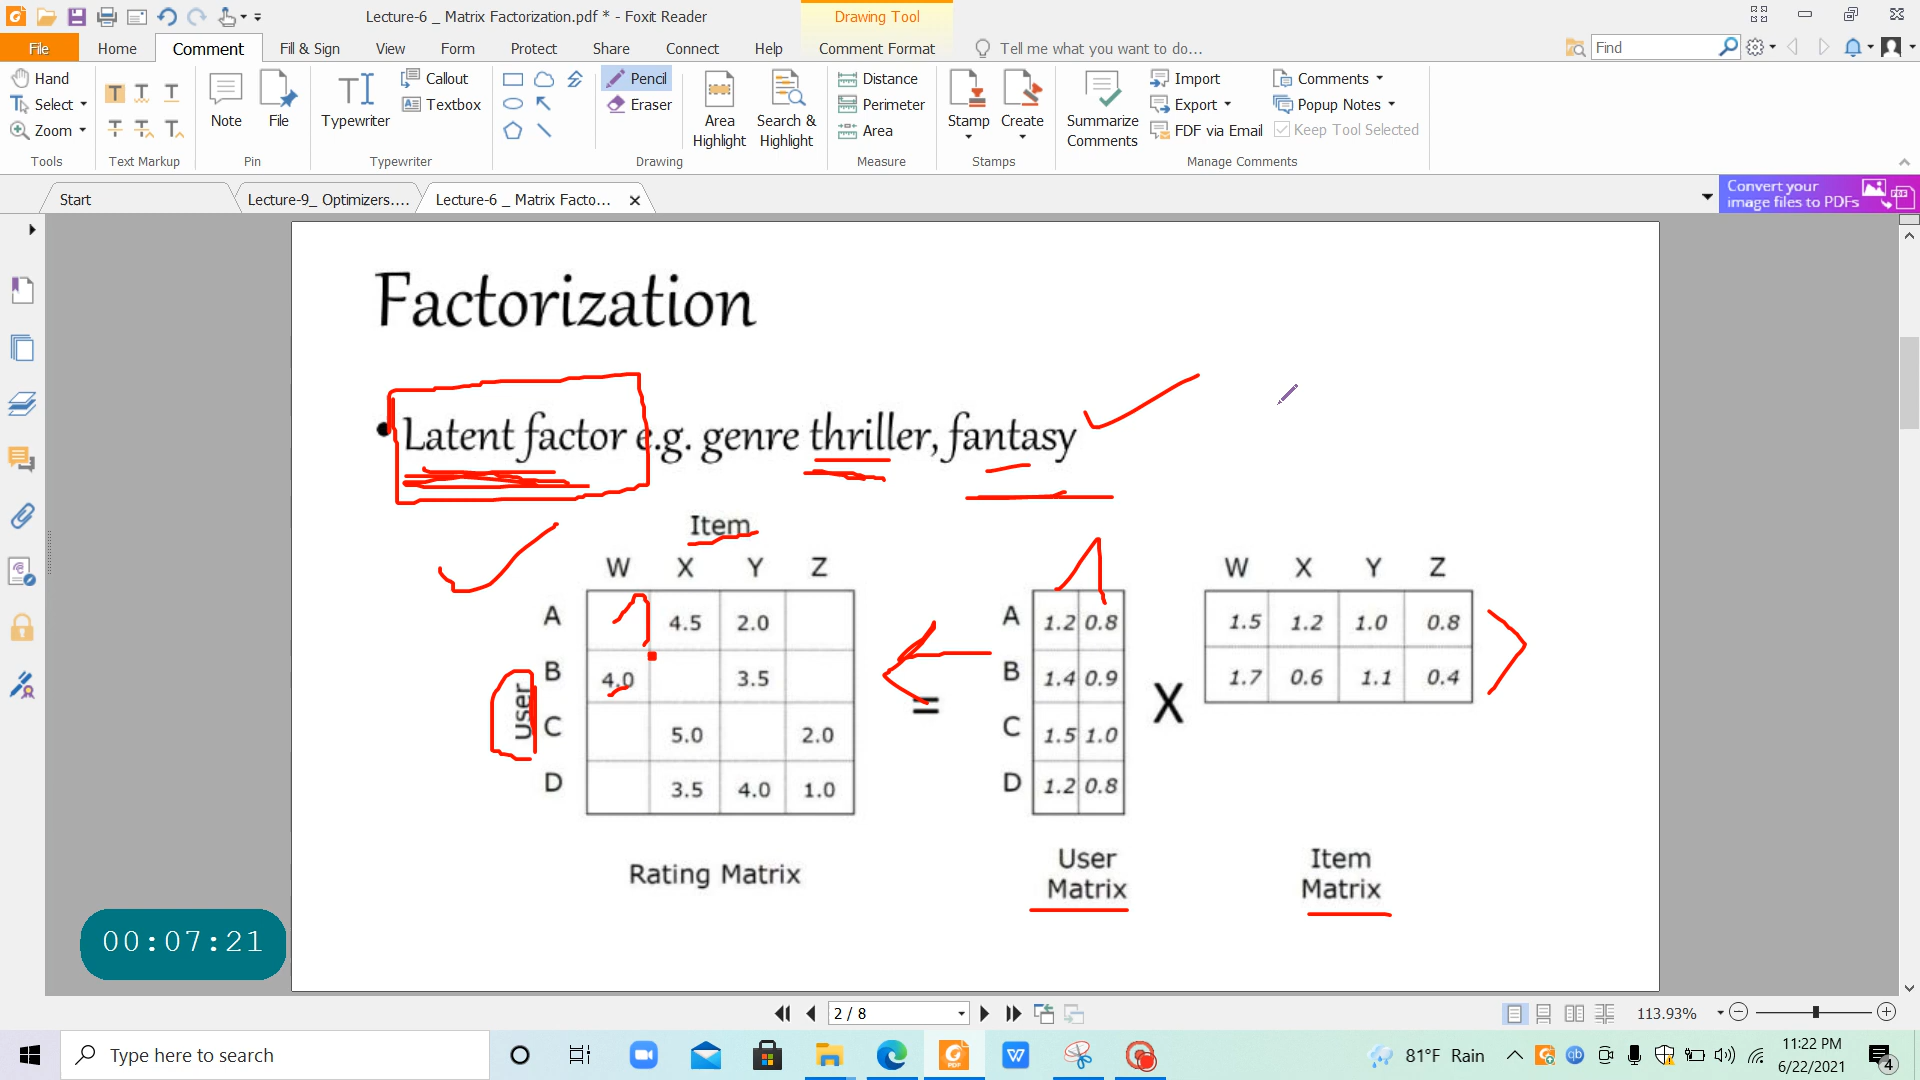 Lecture-6 _ Matrix Factorization.pdf * - Foxit Reader
Drawing Tool
File Home Comment Fill & Sign View Form Protect Share Connect Help Comment Format Tell me what you want to do... Find
Hand
Select
Zoom
Tools
Text Markup
Note
File
Pin
Typewriter
Callout
Textbox
Typewriter
Pencil
Eraser
Area Highlight
Search & Highlight
Drawing
Distance
Perimeter
Area
Measure
Stamp
Create
Stamps
Summarize Comments
Import
Export
FDF via Email
Comments
Popup Notes
Keep Tool Selected
Manage Comments
Start
Lecture-9_ Optimizers....
Lecture-6 _ Matrix Facto...
Convert your
image files to PDFs
Factorization
• Latent factor e.g. genre thriller, fantasy
Item
W X Y Z
A 4.5 2.0
B 4.0 3.5
C 5.0 2.0
D 3.5 4.0 1.0
User
Rating Matrix
=
A 1.2 0.8
B 1.4 0.9
C 1.5 1.0
D 1.2 0.8
User
Matrix
X
W X Y Z
1.5 1.2 1.0 0.8
1.7 0.6 1.1 0.4
Item
Matrix
00:07:21
2 / 8
113.93%
Type here to search
81°F Rain
11:22 PM
6/22/2021
4